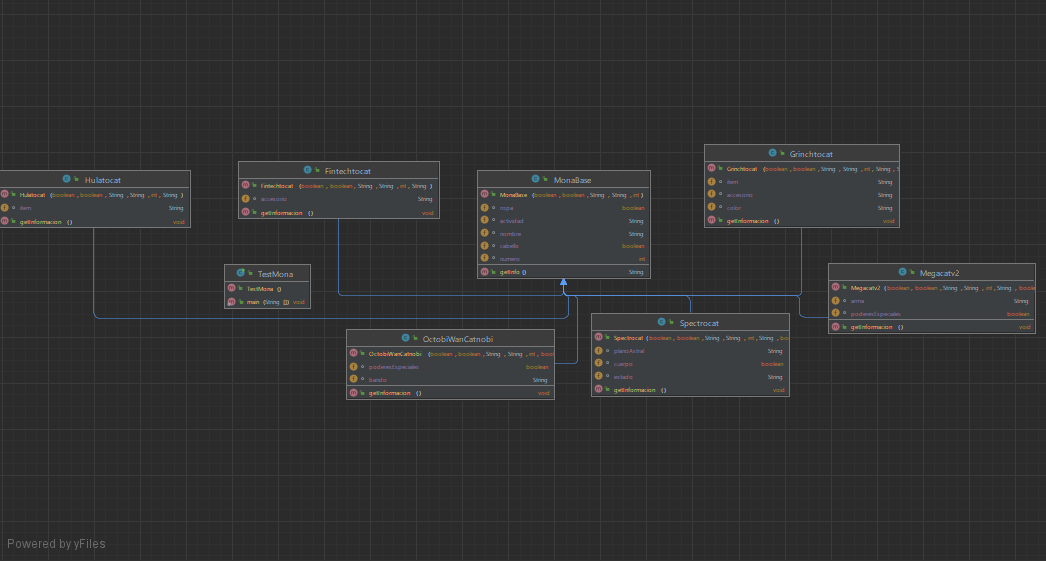 Hulatocat
Hulatocat (boolean, boolean, String, String, int, String)
item String
getInformacion () void
Fintechtocat
Fintechtocat (boolean, boolean, String, String, int, String)
accesorio String
getInformacion () void
MonaBase
MonaBase (boolean, boolean, String, String, int)
ropa boolean
actividad String
nombre String
cabello boolean
numero int
getInfo () String
Grinchtocat
Grinchtocat (boolean, boolean, String, String, int, String, S
item String
accesorio String
color String
getInformacion () void
TestMona
TestMona ()
main (String []) void
Megacatv2
Megacatv2 (boolean, boolean, String, String, int, String, boole
arma String
poderesEspeciales boolean
getInformacion () void
OctobiWanCatnobi
OctobiWanCatnobi (boolean, boolean, String, String, int, bool
poderesEspeciales boolean
bando String
getInformacion () void
Spectrocat
Spectrocat (boolean, boolean, String, String, int, String, boo
planoAstral String
cuerpo boolean
estado String
getInformacion () void
Powered by yFiles